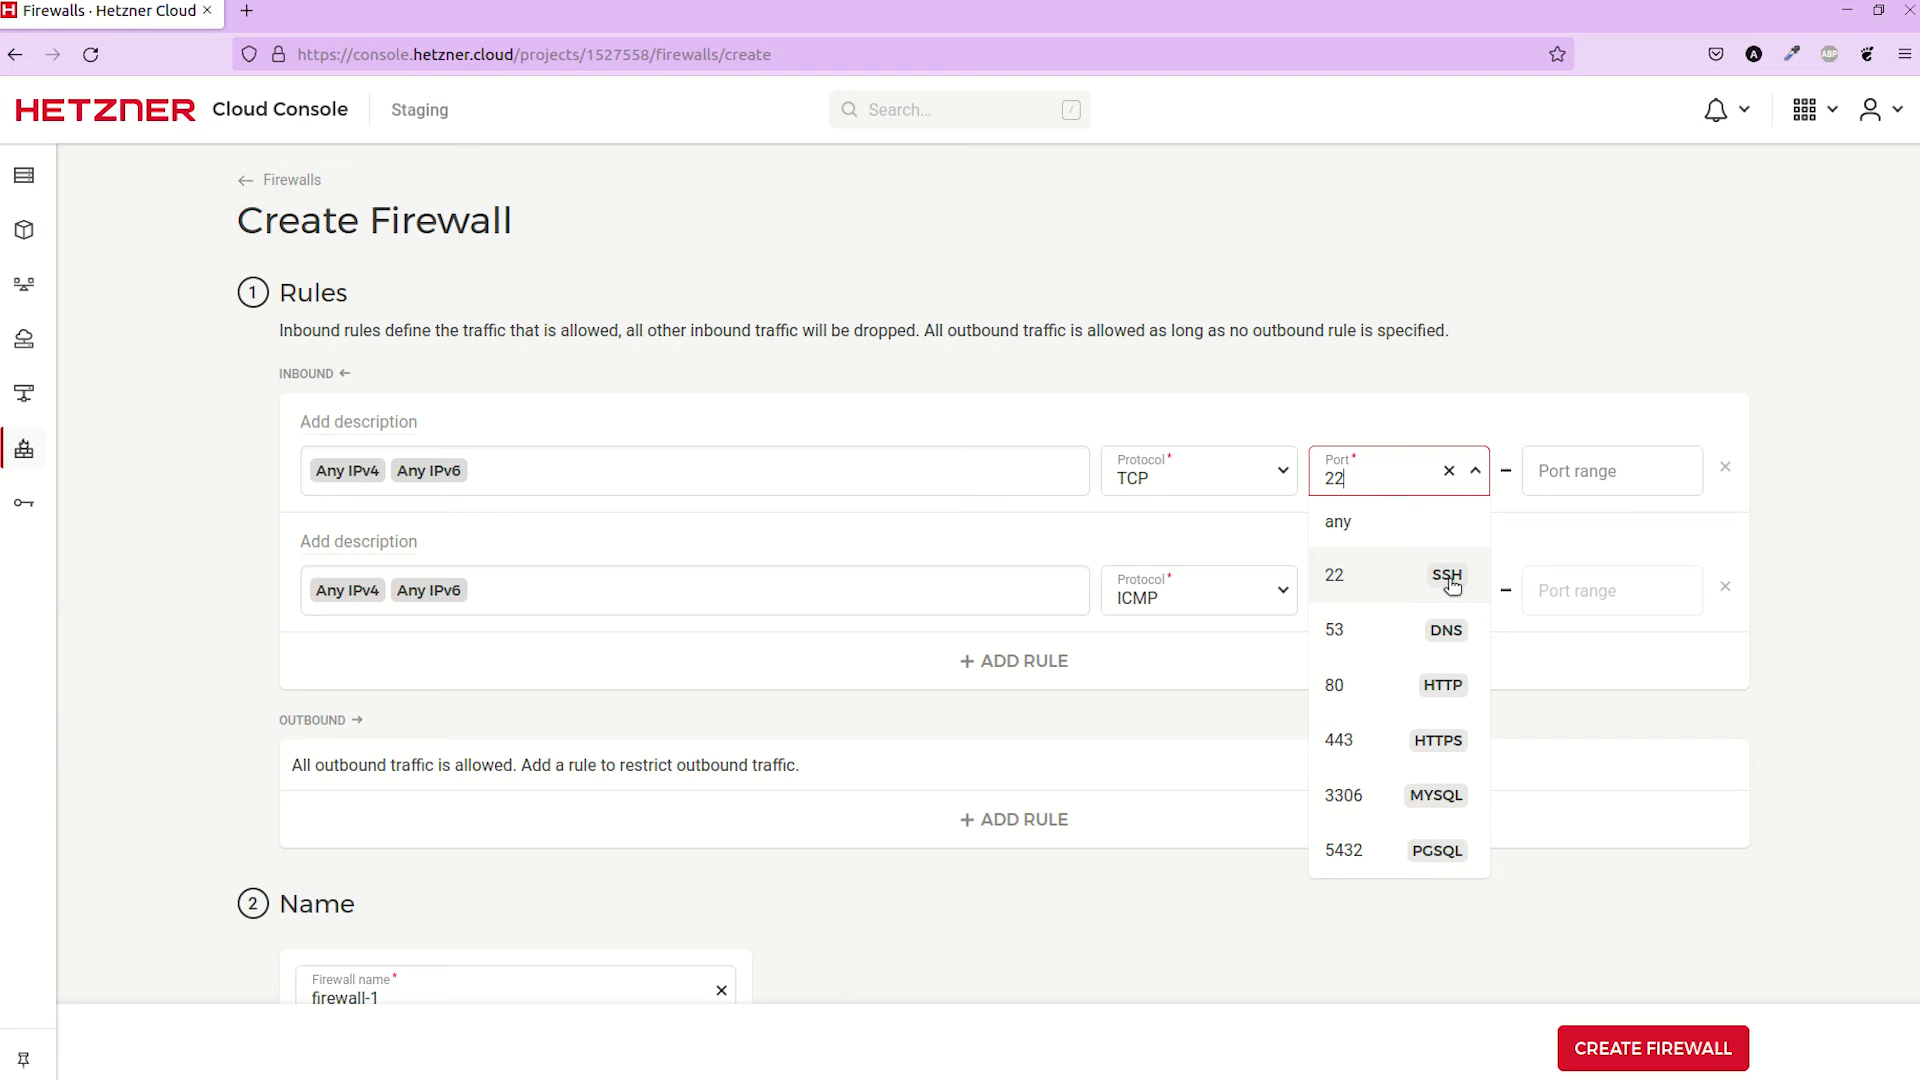 Firewalls · Hetzner Cloud
https://console.hetzner.cloud/projects/1527558/firewalls/create
HETZNER Cloud Console Staging Search... /
Firewalls
Create Firewall
1 Rules
Inbound rules define the traffic that is allowed, all other inbound traffic will be dropped. All outbound traffic is allowed as long as no outbound rule is specified.
INBOUND ←
Add description
Any IPv4 Any IPv6
Protocol *
TCP
Port *
22
Port range
any
22 SSH
53 DNS
80 HTTP
443 HTTPS
3306 MYSQL
5432 PGSQL
Add description
Any IPv4 Any IPv6
Protocol *
ICMP
Port range
+ ADD RULE
OUTBOUND →
All outbound traffic is allowed. Add a rule to restrict outbound traffic.
+ ADD RULE
2 Name
Firewall name *
firewall-1
CREATE FIREWALL
A
ABP